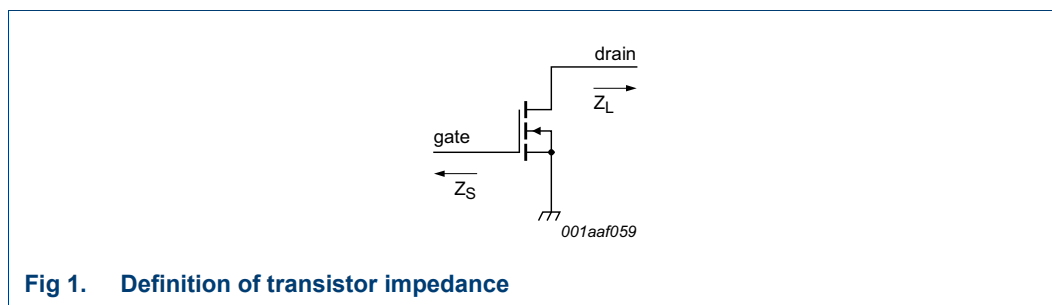 drain
Z_L
gate
Z_S
001aaf059
Fig 1. Definition of transistor impedance